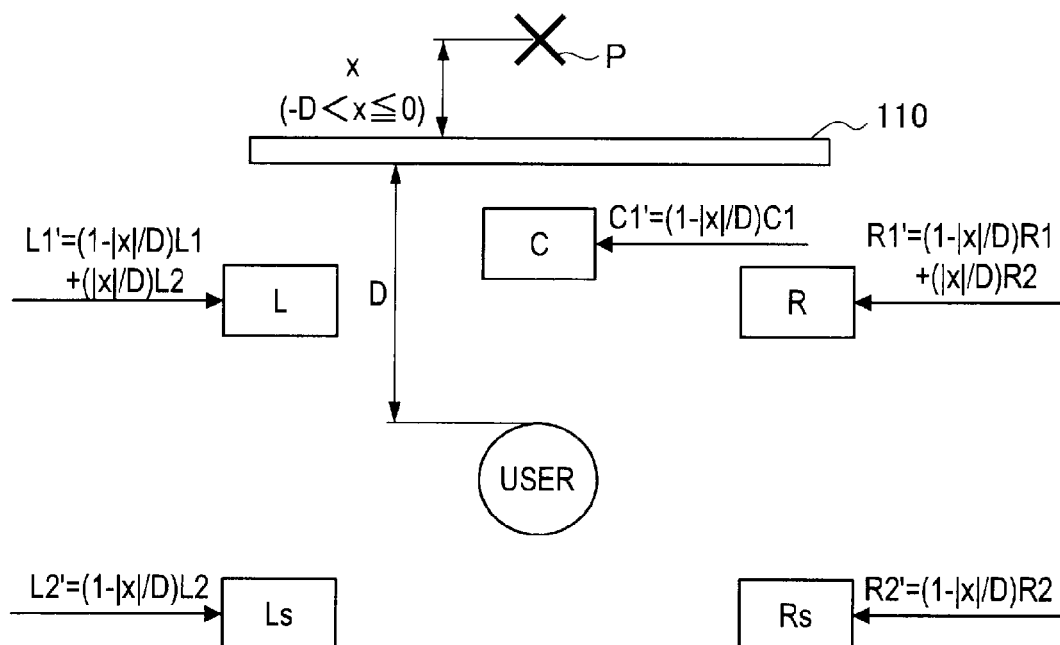 P
x
(-D<x≦0)
110
C1'=(1-|x|/D)C1
C
L1'=(1-|x|/D)L1
+(|x|/D)L2
L
D
R
R1'=(1-|x|/D)R1
+(|x|/D)R2
USER
L2'=(1-|x|/D)L2
Ls
Rs
R2'=(1-|x|/D)R2